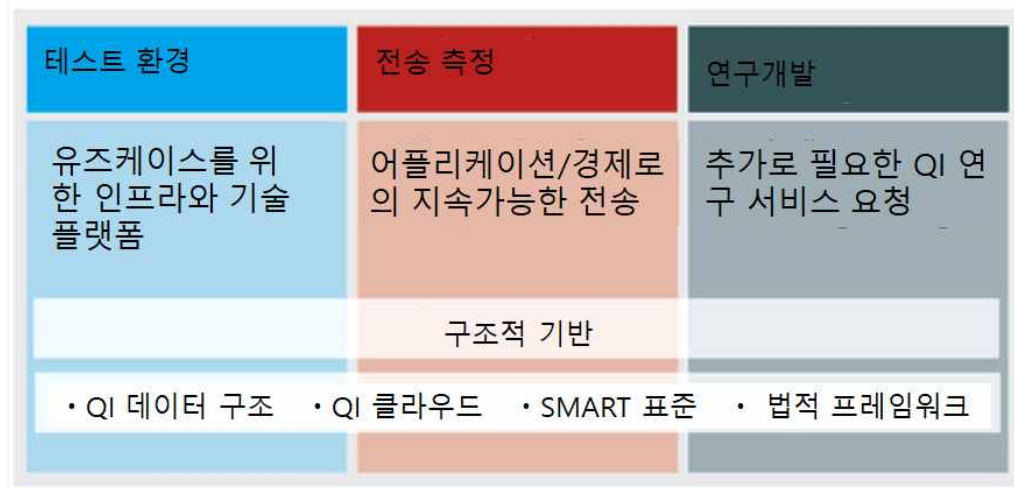 테스트 환경
전송 측정
연구개발
유즈케이스를 위
한 인프라와 기술
플랫폼
어플리케이션/경제로
의 지속가능한 전송
추가로 필요한 QI 연
구 서비스 요청
구조적 기반
・QI 데이터 구조 ・QI 클라우드 ・SMART 표준 ・ 법적 프레임워크